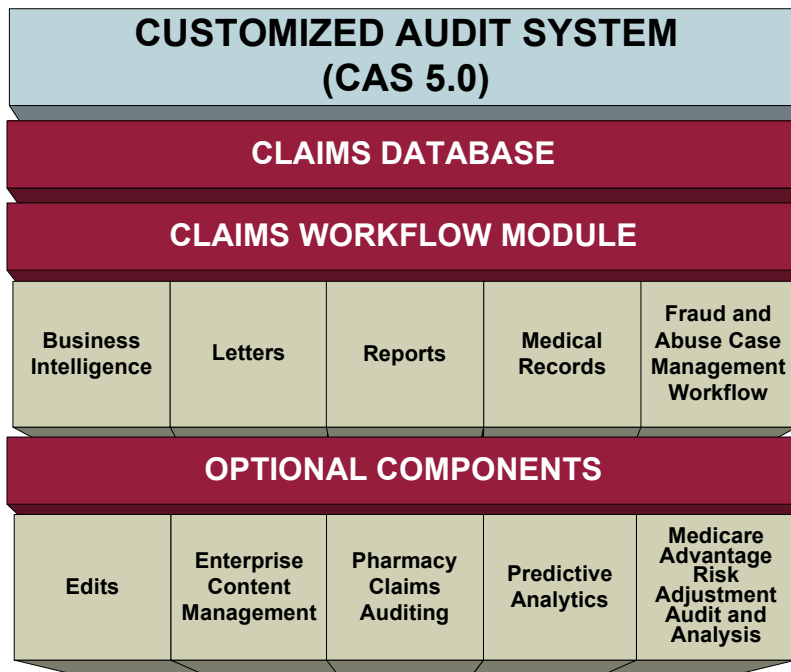 CUSTOMIZED AUDIT SYSTEM
(CAS 5.0)
CLAIMS DATABASE
CLAIMS WORKFLOW MODULE
Business
Intelligence
Letters
Reports
Medical
Records
Fraud and
Abuse Case
Management
Workflow
OPTIONAL COMPONENTS
Edits
Enterprise
Content
Management
Pharmacy
Claims
Auditing
Predictive
Analytics
Medicare
Advantage
Risk
Adjustment
Audit and
Analysis